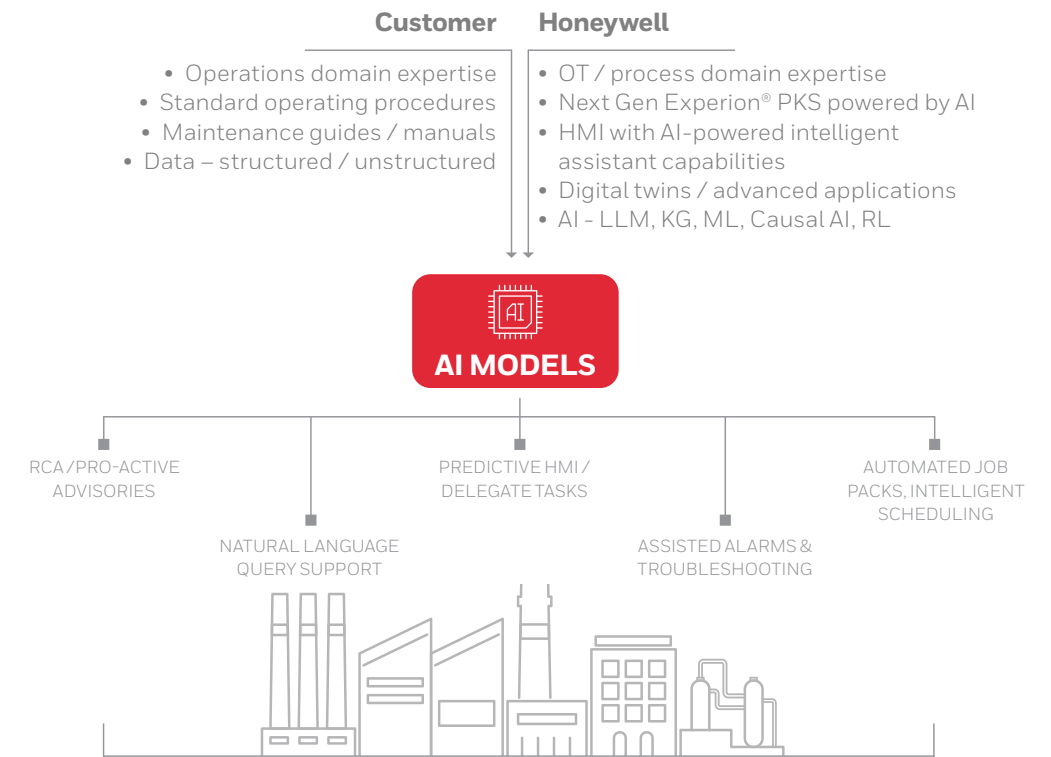 Customer
• Operations domain expertise
• Standard operating procedures
• Maintenance guides / manuals
• Data – structured / unstructured
Honeywell
• OT / process domain expertise
• Next Gen Experion® PKS powered by AI
• HMI with AI-powered intelligent
assistant capabilities
• Digital twins / advanced applications
• AI - LLM, KG, ML, Causal AI, RL
AI
AI MODELS
RCA/PRO-ACTIVE
ADVISORIES
NATURAL LANGUAGE
QUERY SUPPORT
PREDICTIVE HMI /
DELEGATE TASKS
ASSISTED ALARMS &
TROUBLESHOOTING
AUTOMATED JOB
PACKS, INTELLIGENT
SCHEDULING